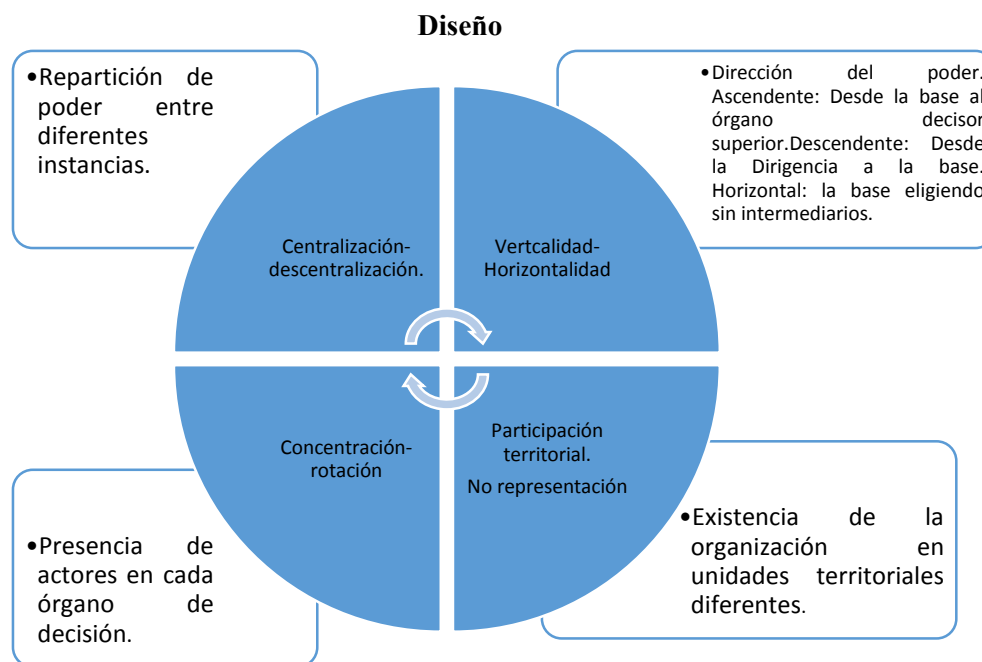 Diseño
•Repartición de
poder entre
diferentes
instancias.
•Dirección del poder.
Ascendente: Desde la base al
órgano decisor
superior.Descendente: Desde
la Dirigencia a la base.
Horizontal: la base eligiendo
sin intermediarios.
Centralización-
descentralización.
Vertcalidad-
Horizontalidad
Concentración-
rotación
Participación
territorial.
No representación
•Presencia de
actores en cada
órgano de
decisión.
•Existencia de la
organización en
unidades territoriales
diferentes.